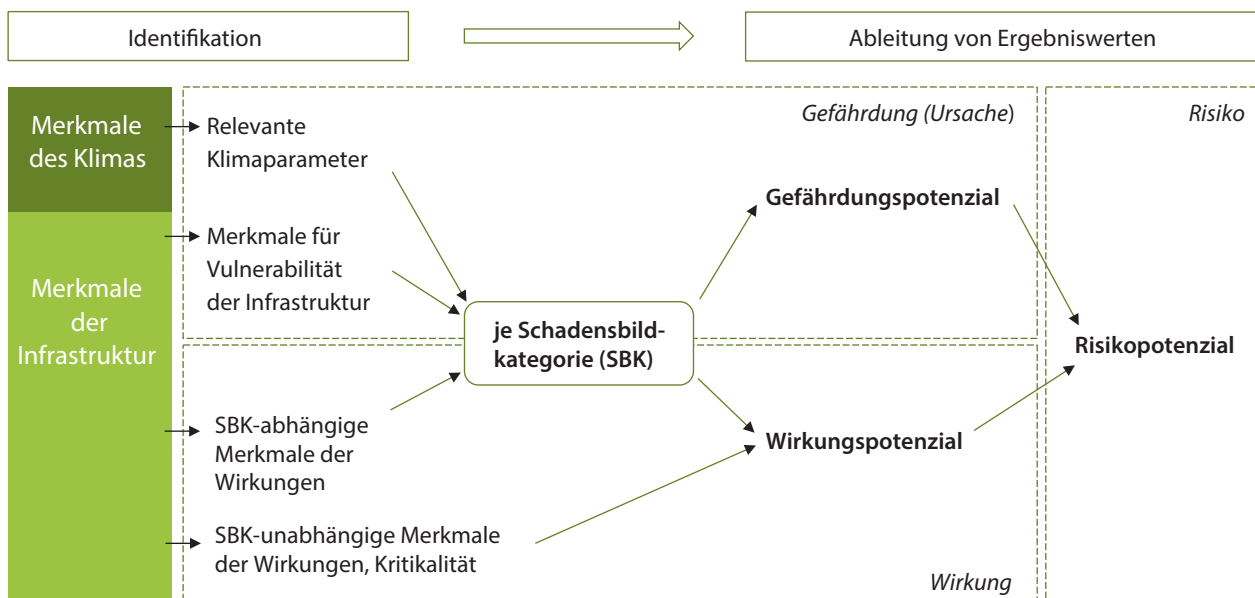 Identifikation
Ableitung von Ergebniswerten
Merkmale
des Klimas
Merkmale
der
Infrastruktur
Relevante
Klimaparameter
Merkmale für
Vulnerabilität
der Infrastruktur
SBK-abhängige
Merkmale der
Wirkungen
SBK-unabhängige Merkmale
der Wirkungen, Kritikalität
je Schadensbild-
kategorie (SBK)
Gefährdung (Ursache)
Gefährdungspotenzial
Wirkungspotenzial
Wirkung
Risiko
Risikopotenzial